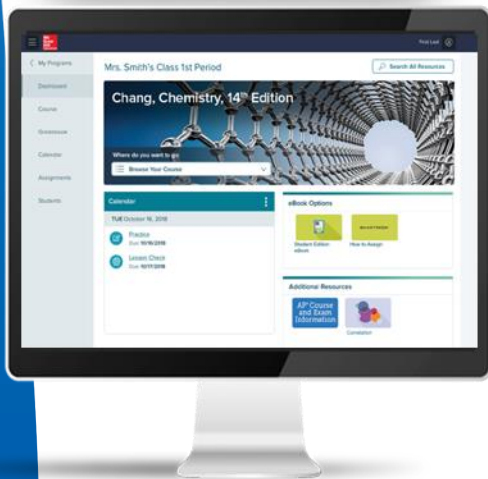 First Last
My Programs
Mrs. Smith's Class 1st Period
Search All Resources
Dashboard
Course
Gradebook
Calendar
Assignments
Students
Chang, Chemistry, 14th Edition
Where do you want to go
Browse Your Course
Calendar
TUE October 16, 2018
Practice
Due 10/16/2018
Lesson Check
Due 10/17/2018
eBook Options
Student Edition
eBook
How to Assign
Additional Resources
AP® Course
and Exam
Information
Correlation